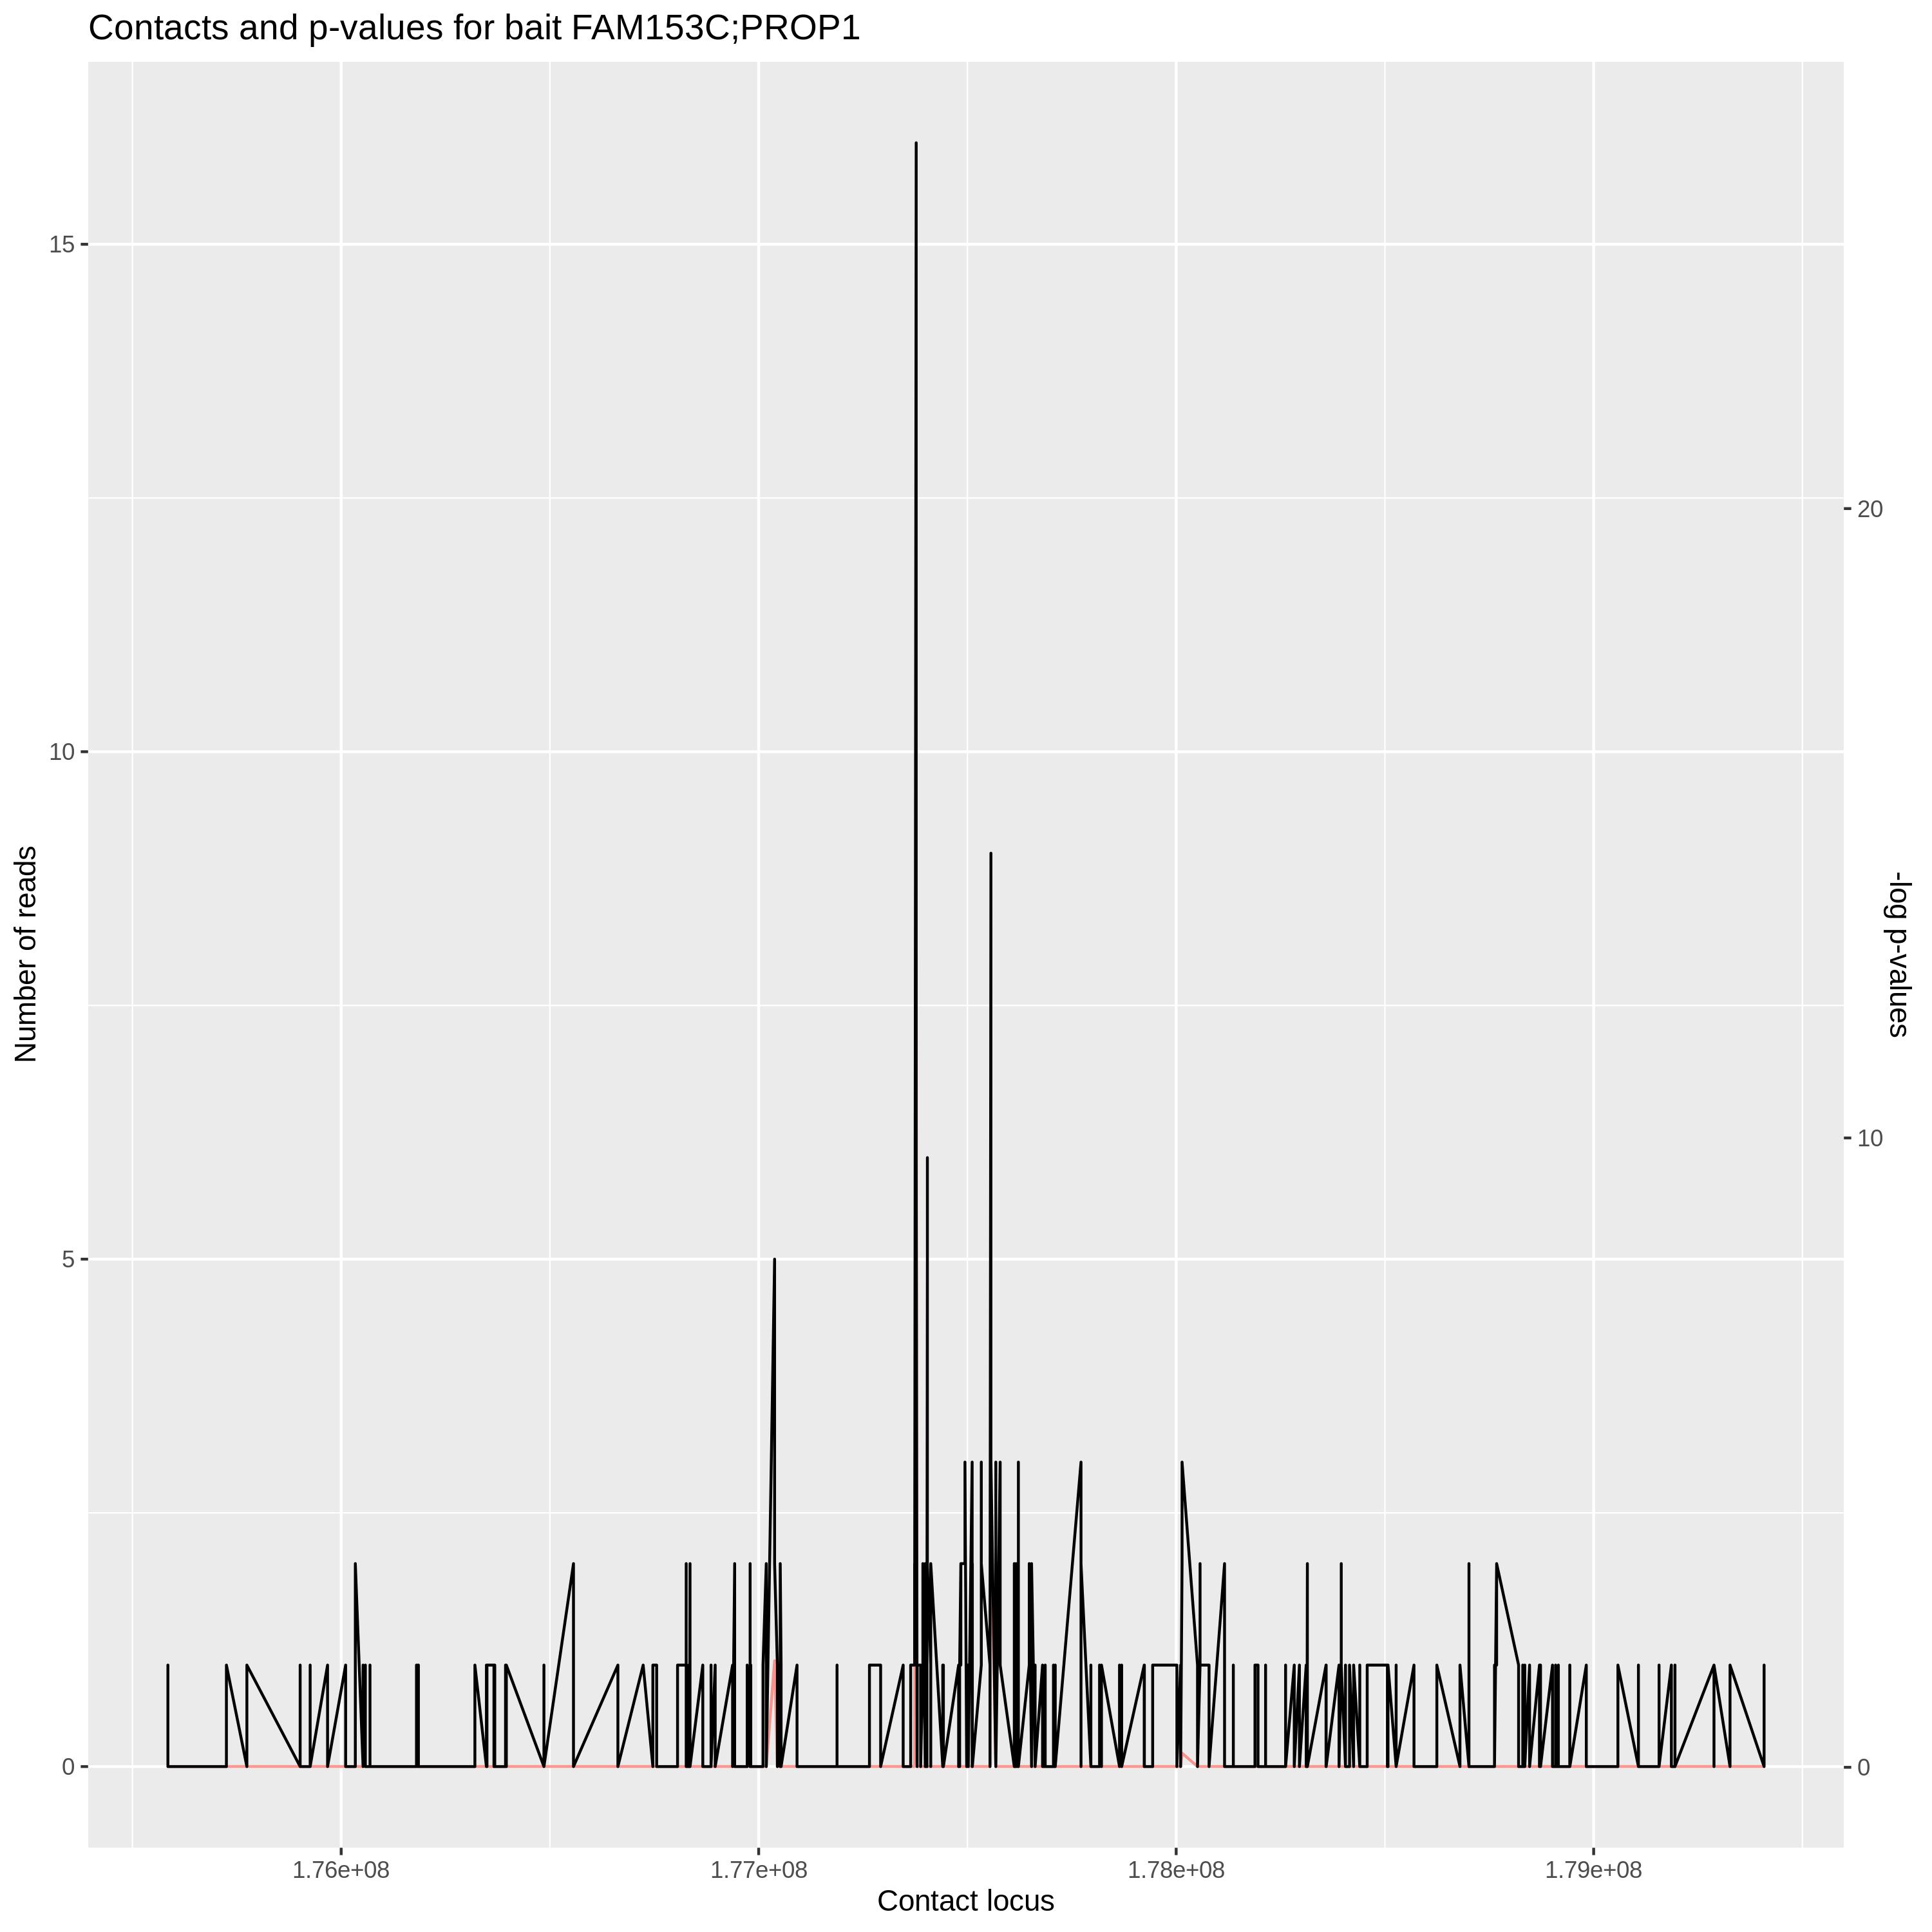 Contacts and p-values for bait FAM153C;PROP1
Number of reads
15
10
5
0
20
10
0
-log p-values
1.76e+08
1.77e+08
1.78e+08
1.79e+08
Contact locus